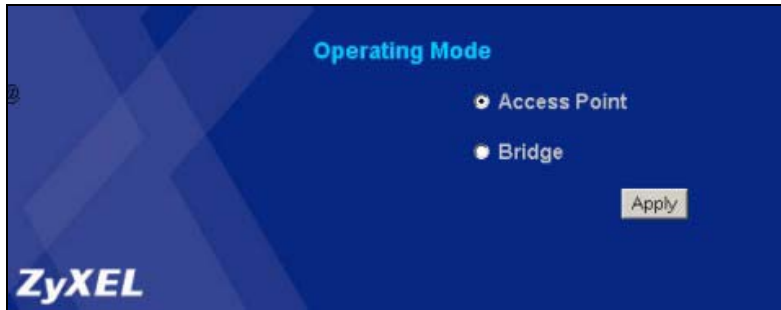 Operating Mode
@
Access Point
Bridge
Apply
ZyXEL